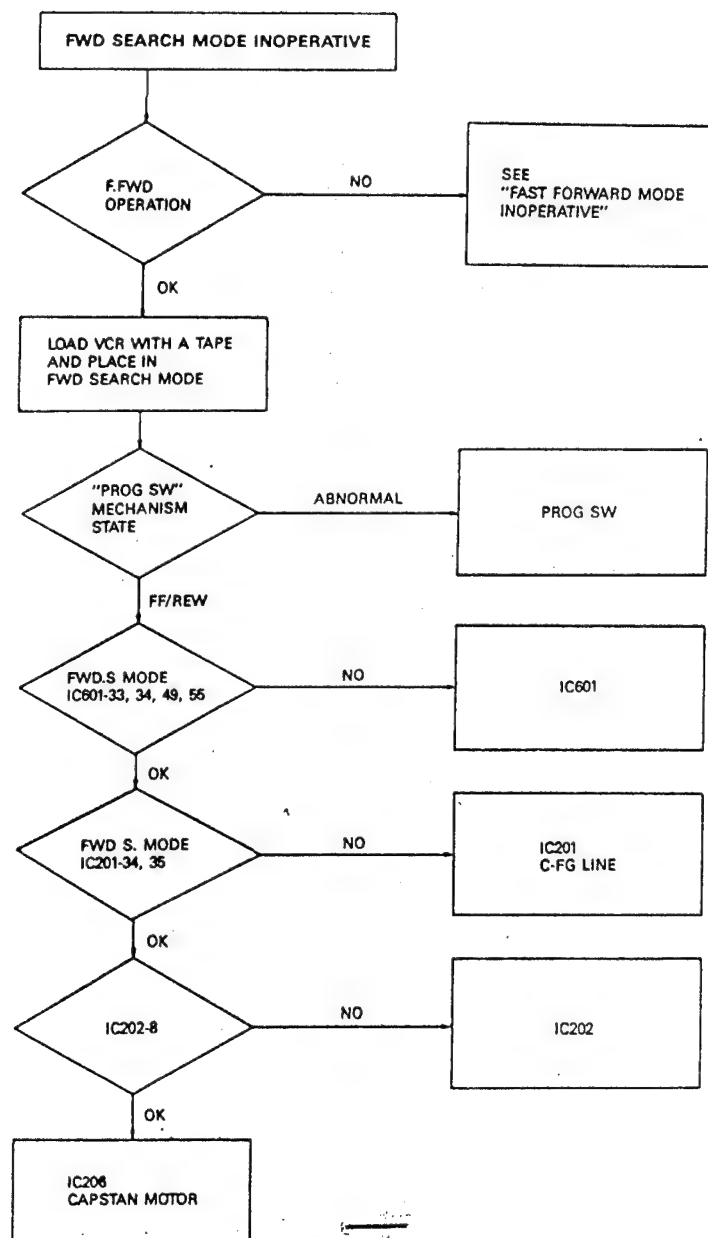 FWD SEARCH MODE INOPERATIVE
F.FWD
OPERATION
NO
SEE
"FAST FORWARD MODE
INOPERATIVE"
OK
LOAD VCR WITH A TAPE
AND PLACE IN
FWD SEARCH MODE
"PROG SW"
MECHANISM
STATE
ABNORMAL
PROG SW
FF/REW
FWD.S MODE
IC601-33, 34, 49, 55
NO
IC601
OK
FWD S. MODE
IC201-34, 35
NO
IC201
C-FG LINE
OK
IC202-8
NO
IC202
OK
IC206
CAPSTAN MOTOR